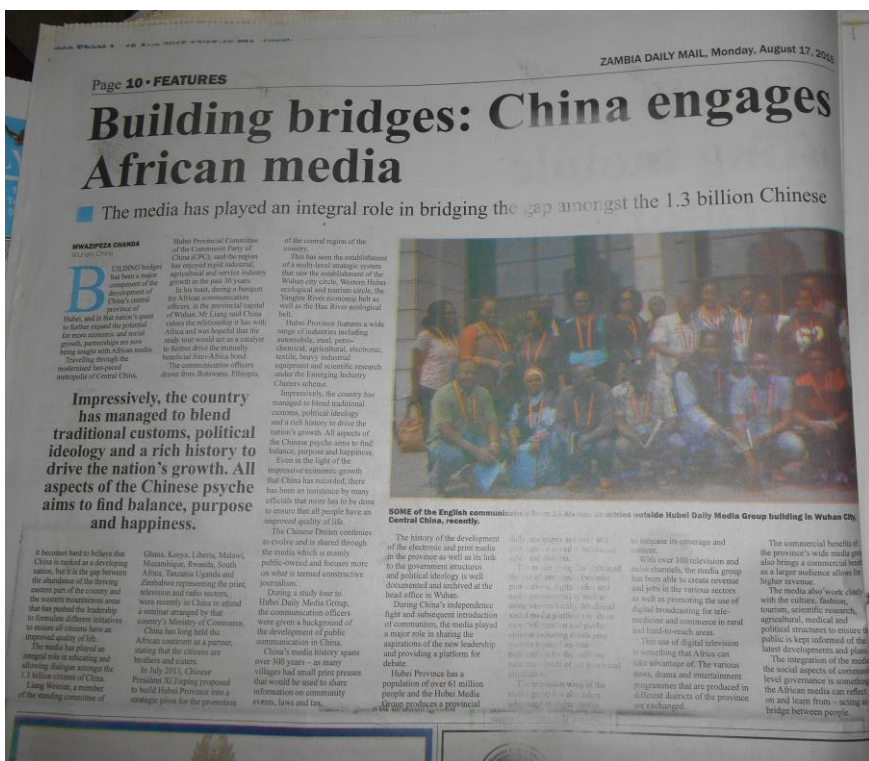 ZAMBIA DAILY MAIL, Monday, August 17, 2015
Page 10 • FEATURES
Building bridges: China engages
African media
The media has played an integral role in bridging the gap amongst the 1.3 billion Chinese
MWAZIPEZA CHANDA
Wuhan, China
BUILDING bridges
has been a major
component of the
development of
China's central
province of
Hubei, and in that nation's quest
to further expand the potential
for more economic and social
growth, partnerships are now
being sought with African media.
Travelling through the
modernised fast-paced
metropolis of Central China,
Impressively, the country
has managed to blend
traditional customs, political
ideology and a rich history to
drive the nation's growth. All
aspects of the Chinese psyche
aims to find balance, purpose
and happiness.
it becomes hard to believe that
China is ranked as a developing
nation, but it is the gap between
the abundance of the thriving
eastern part of the country and
the western mountainous areas
that has pushed the leadership
to formulate different initiatives
to ensure all citizens have an
improved quality of life.
The media has played an
integral role in educating and
allowing dialogue amongst the
1.3 billion citizens of China.
Liang Weinian, a member
of the standing committee of
Hubei Provincial Committee
of the Communist Party of
China (CPC), said the region
has enjoyed rapid industrial,
agricultural and service industry
growth in the past 30 years.
In his toast, during a banquet
for African communication
officers, in the provincial capital
of Wuhan, Mr Liang said China
values the relationship it has with
Africa and was hopeful that the
study tour would act as a catalyst
to further drive the mutually
beneficial Sino-Africa bond.
The communication officers
drawn from Botswana, Ethiopia,
Ghana, Kenya, Liberia, Malawi,
Mozambique, Rwanda, South
Africa, Tanzania Uganda and
Zimbabwe representing the print,
television and radio sectors,
were recently in China to attend
a seminar arranged by that
country's Ministry of Commerce.
China has long held the
African continent as a partner,
stating that the citizens are
brothers and sisters.
In July 2013, Chinese
President Xi Jinping proposed
to build Hubei Province into a
strategic pivot for the promotion
of the central region of the
country.
This has seen the establishment
of a multi-level strategic system
that saw the establishment of the
Wuhan city circle, Western Hubei
ecological and tourism circle, the
Yangtze River economic belt as
well as the Han River ecological
belt.
Hubei Province features a wide
range of industries including
automobile, steel, petro-
chemical, agricultural, electronic,
textile, heavy industrial
equipment and scientific research
under the Emerging Industry
Clusters scheme.
Impressively, the country has
managed to blend traditional
customs, political ideology
and a rich history to drive the
nation's growth. All aspects of
the Chinese psyche aims to find
balance, purpose and happiness.
Even in the light of the
impressive economic growth
that China has recorded, there
has been an insistence by many
officials that more has to be done
to ensure that all people have an
improved quality of life.
The Chinese Dream continues
to evolve and is shared through
the media which is mainly
public-owned and focuses more
on what is termed constructive
journalism.
During a study tour to
Hubei Daily Media Group,
the communication officers
were given a background of
the development of public
communication in China.
China's media history spans
over 300 years – as many
villages had small print presses
that would be used to share
information on community
events, laws and tax.
SOME of the English from African countries outside Hubei Daily Media Group building in Wuhan City,
Central China, recently.
The history of the development
of the electronic and print media
in the province as well as its link
to the government structures
and political ideology is well
documented and archived at the
head office in Wuhan.
During China's independence
fight and subsequent introduction
of communism, the media played
a major role in sharing the
aspirations of the new leadership
and providing a platform for
debate.
Hubei Province has a
population of over 61 million
people and the Hubei Media
Group produces a provincial
to increase its coverage and
content.
With over 100 television and
radio channels, the media group
has been able to create revenue
and jobs in the various sectors
as well as promoting the use of
digital broadcasting for tele-
medicine and commerce in rural
and hard-to-reach areas.
This use of digital television
is something that Africa can
take advantage of. The various
news, drama and entertainment
programmes that are produced in
different districts of the province
are exchanged.
The commercial benefits of
the province's wide media
also brings a commercial
as a larger audience allows for
higher revenue.
The media also work
with the culture, fashion,
tourism, scientific research,
agricultural, medical and
political structures to ensure
public is kept informed of the
latest developments and plans.
The integration of the media
the social aspects of
level governance is something
the African media can reflect
on and learn from – acting as
bridge between people.